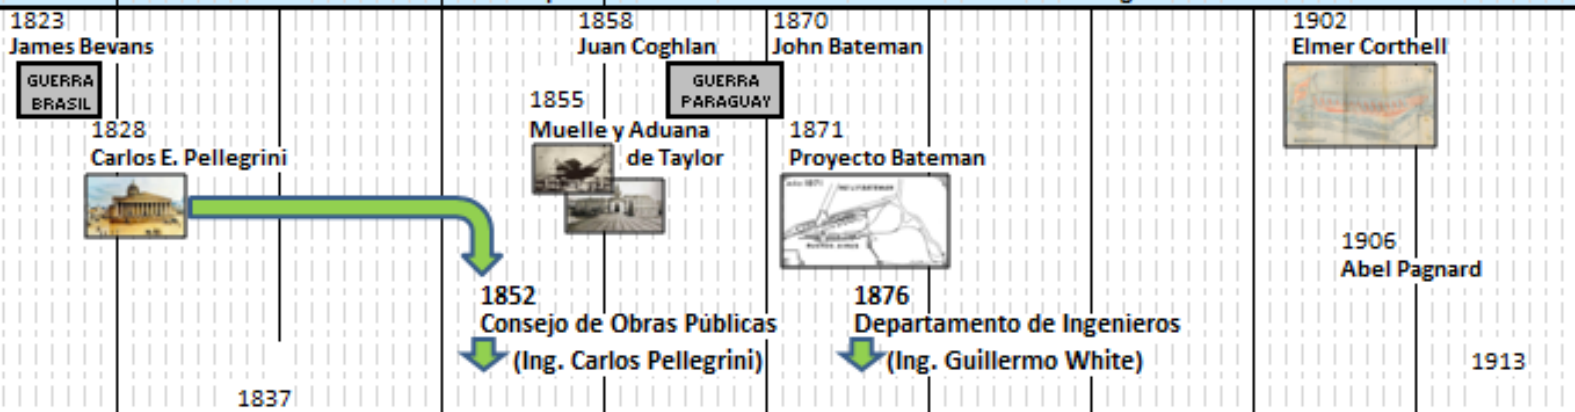 1823
James Bevans
GUERRA
BRASIL
1828
Carlos E. Pellegrini
1837
1852
Consejo de Obras Públicas
(Ing. Carlos Pellegrini)
1855
Muelle y Aduana
de Taylor
1858
Juan Coghlan
GUERRA
PARAGUAY
1870
John Bateman
1871
Proyecto Bateman
1876
Departamento de Ingenieros
(Ing. Guillermo White)
1902
Elmer Corthell
1906
Abel Pagnard
1913